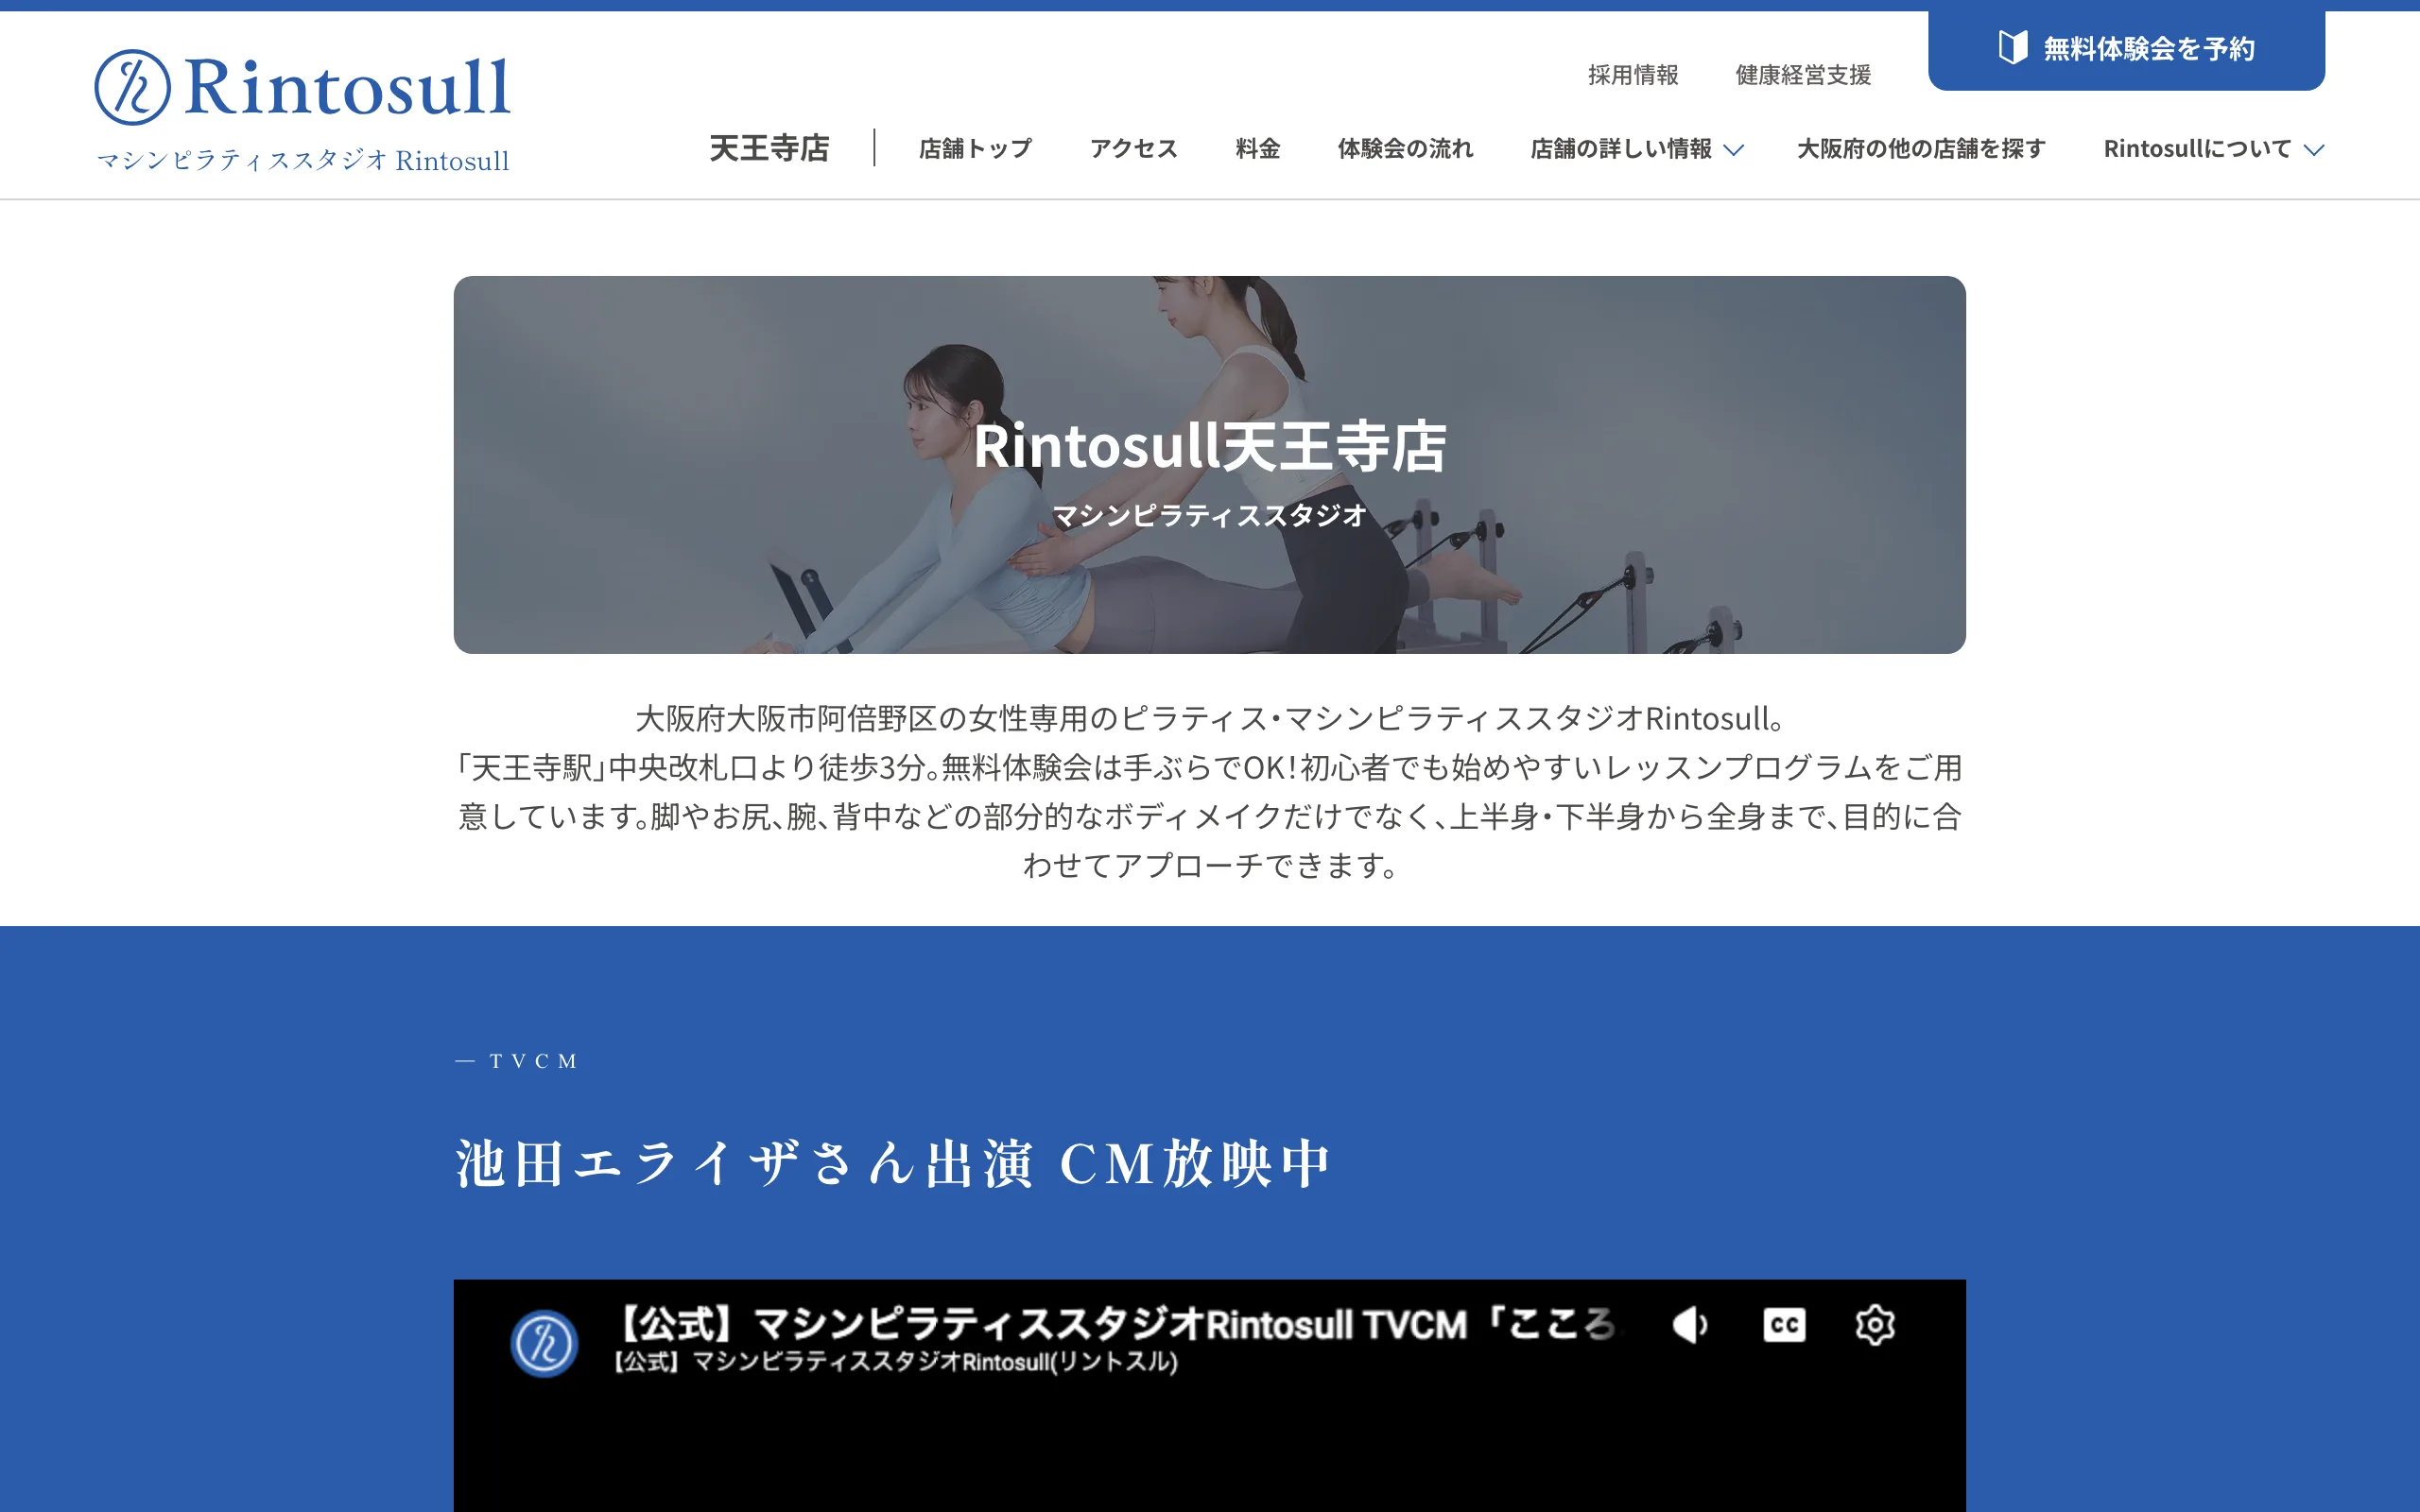 Rintosull
マシンピラティススタジオ Rintosull
採用情報
健康経営支援
無料体験会を予約
天王寺店
店舗トップ
アクセス
料金
体験会の流れ
店舗の詳しい情報
大阪府の他の店舗を探す
Rintosullについて
Rintosull天王寺店
マシンピラティススタジオ
大阪府大阪市阿倍野区の女性専用のピラティス・マシンピラティススタジオRintosull。
「天王寺駅」中央改札口より徒歩3分。無料体験会は手ぶらでOK！初心者でも始めやすいレッスンプログラムをご用
意しています。脚やお尻、腕、背中などの部分的なボディメイクだけでなく、上半身・下半身から全身まで、目的に合
わせてアプローチできます。
— TVCM
池田エライザさん出演 CM放映中
【公式】マシンピラティススタジオRintosull TVCM「こころ
【公式】マシンピラティススタジオRintosull(リントスル)
CC